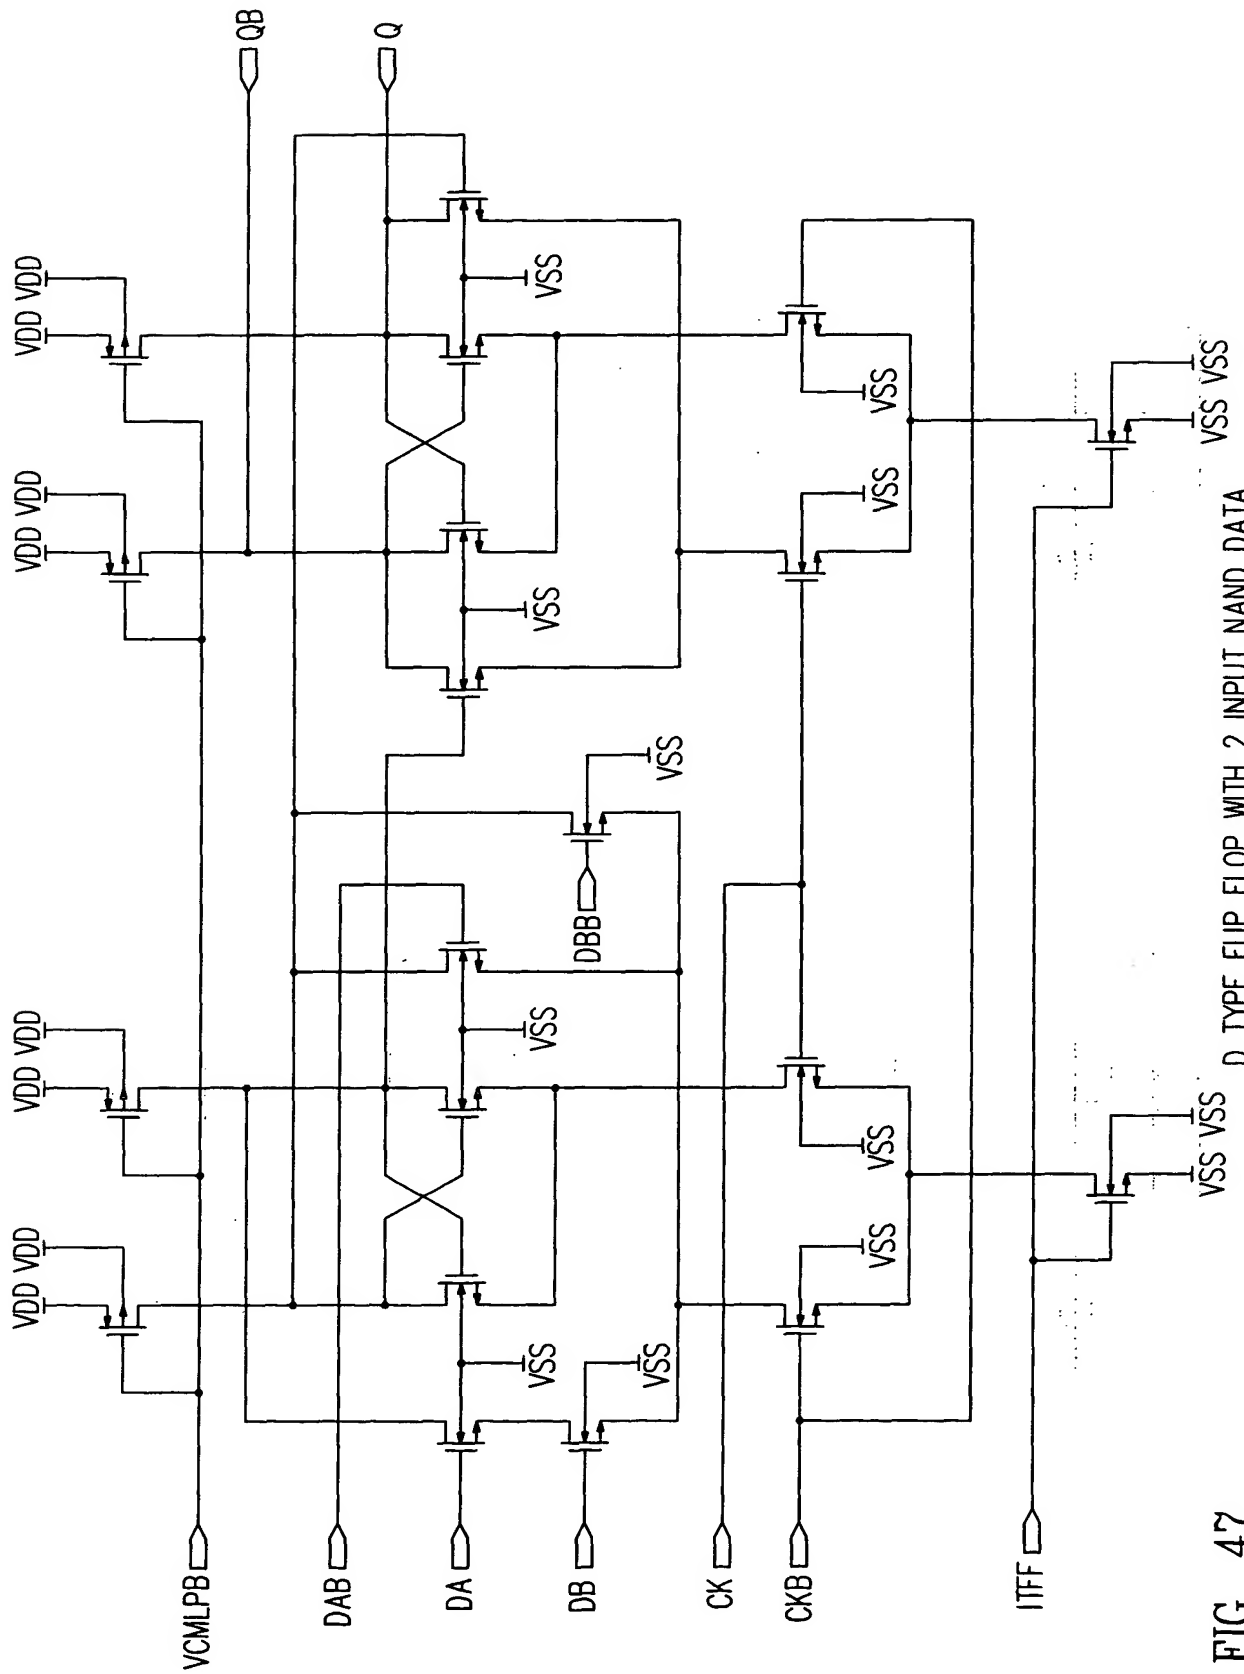 VDD VDD
VDD VDD
VDD VDD
VDD VDD
VCMLPB
QB
DAB
Q
DA
VSS
VSS
VSS
VSS
DB
DBB
VSS
VSS
CK
CKB
VSS
VSS
VSS
VSS
ITFF
VSS VSS
VSS VSS
D TYPE FLIP FLOP WITH 2 INPUT NAND DATA
FIG. 47